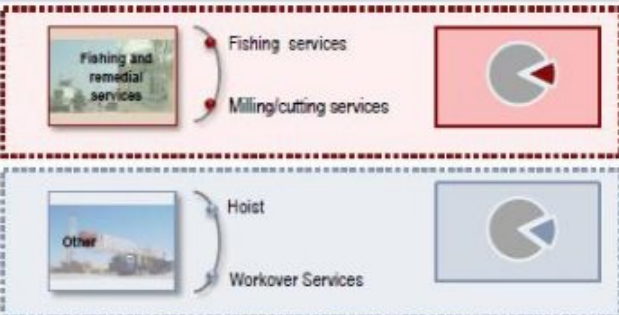 Fishing and
remedial
services
Fishing services
Milling/cutting services
Other
Hoist
Workover Services